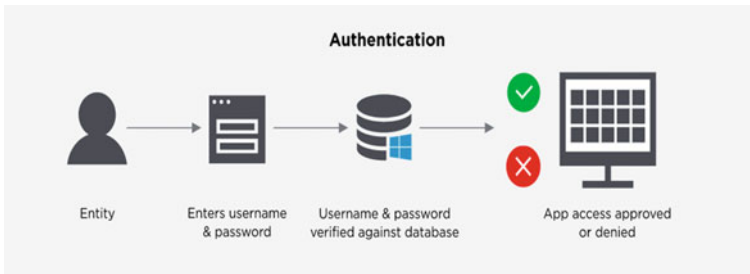 Authentication
Entity
Enters username
& password
Username & password
verified against database
App access approved
or denied